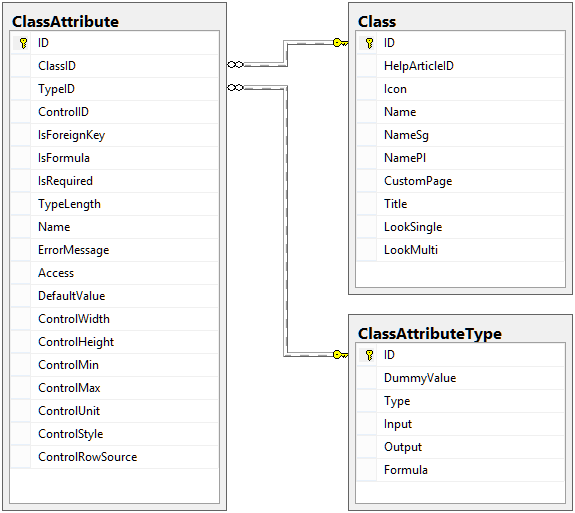 ClassAttribute
ID
ClassID
TypeID
ControlID
IsForeignKey
IsFormula
IsRequired
TypeLength
Name
ErrorMessage
Access
DefaultValue
ControlWidth
ControlHeight
ControlMin
ControlMax
ControlUnit
ControlStyle
ControlRowSource
Class
ID
HelpArticleID
Icon
Name
NameSg
NamePl
CustomPage
Title
LookSingle
LookMulti
ClassAttributeType
ID
DummyValue
Type
Input
Output
Formula